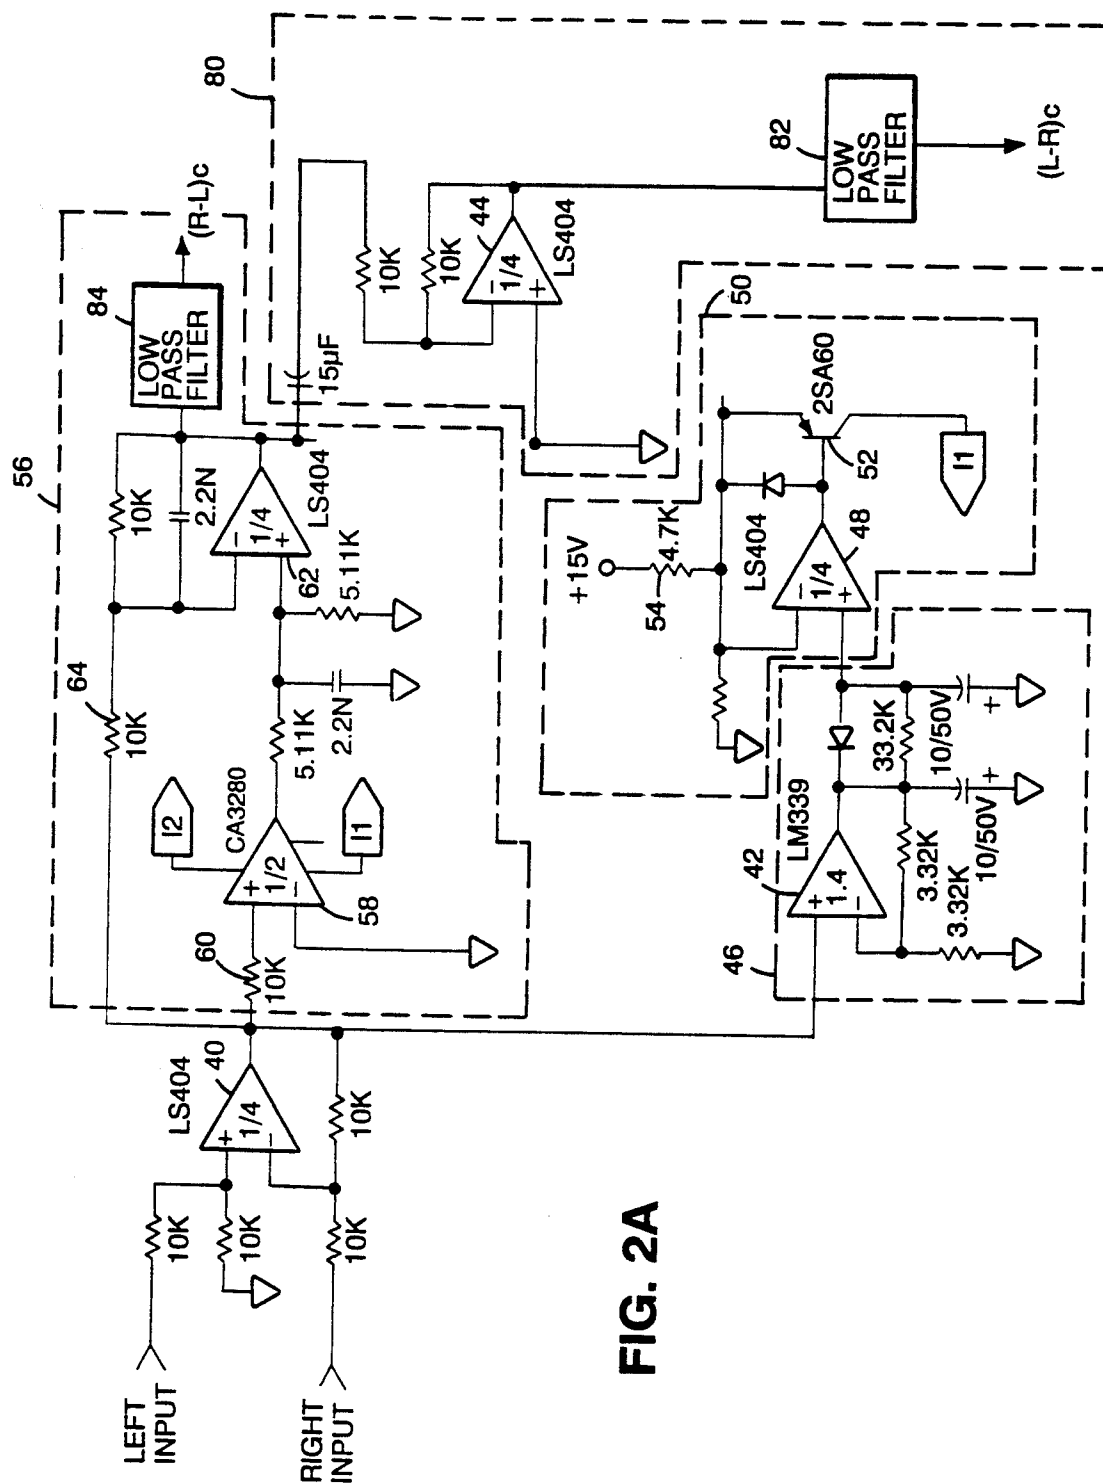 LEFT
INPUT
RIGHT
INPUT
10K
10K
10K
10K
LS404
40
1/4
+
−
56
64
10K
10K
2.2N
60
10K
I2
CA3280
+
1/2
−
58
I1
5.11K
2.2N
5.11K
−
1/4
+
62
LS404
LOW
PASS
FILTER
84
(R-L)c
80
15µF
10K
10K
44
−
1/4
+
LS404
LOW
PASS
FILTER
82
(L-R)c
50
+15V
54
4.7K
LS404
−
1/4
+
48
2SA60
52
I1
46
42
LM339
+
1.4
−
33.2K
10/50V
+
3.32K
10/50V
+
3.32K
FIG. 2A